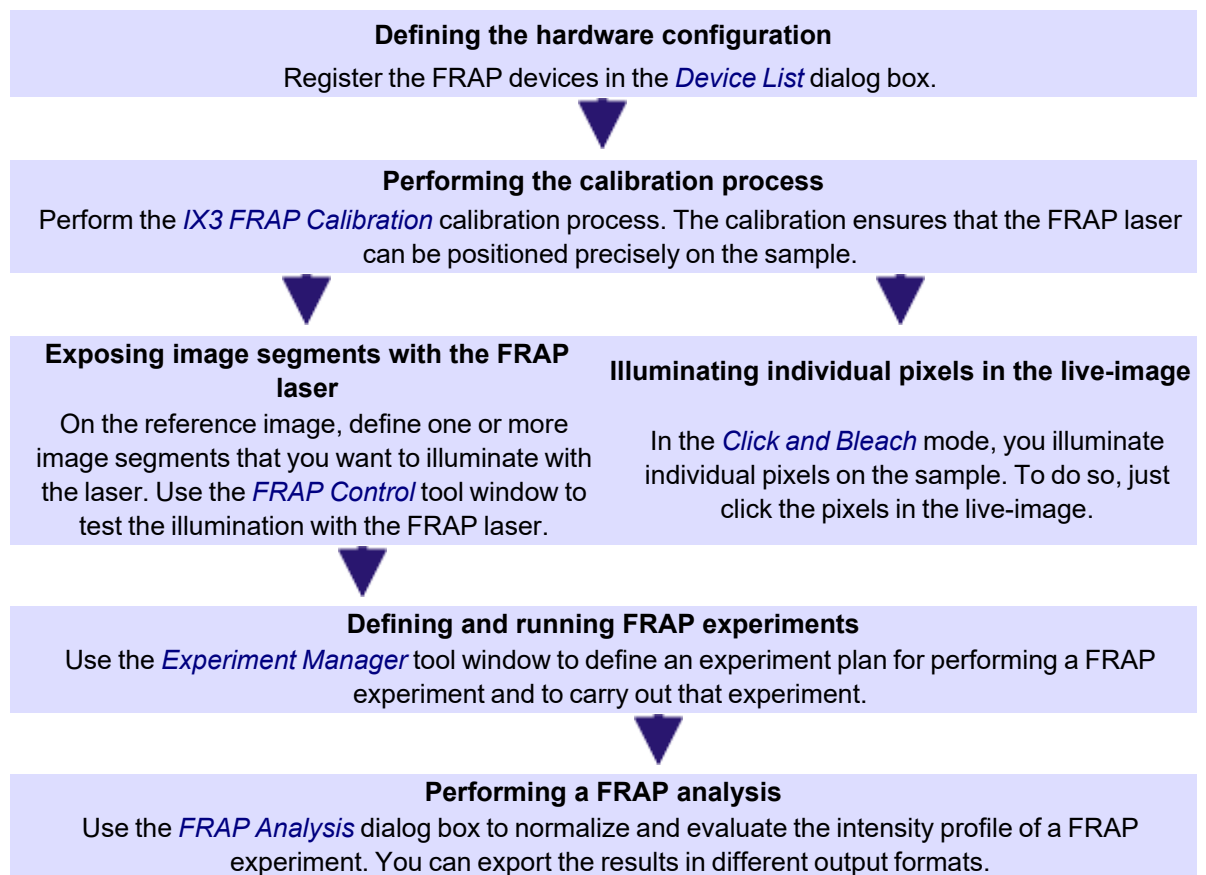 Defining the hardware configuration
Register the FRAP devices in the Device List dialog box.
Performing the calibration process
Perform the IX3 FRAP Calibration calibration process. The calibration ensures that the FRAP laser
can be positioned precisely on the sample.
Exposing image segments with the FRAP
laser
On the reference image, define one or more
image segments that you want to illuminate with
the laser. Use the FRAP Control tool window to
test the illumination with the FRAP laser.
Illuminating individual pixels in the live-image
In the Click and Bleach mode, you illuminate
individual pixels on the sample. To do so, just
click the pixels in the live-image.
Defining and running FRAP experiments
Use the Experiment Manager tool window to define an experiment plan for performing a FRAP
experiment and to carry out that experiment.
Performing a FRAP analysis
Use the FRAP Analysis dialog box to normalize and evaluate the intensity profile of a FRAP
experiment. You can export the results in different output formats.